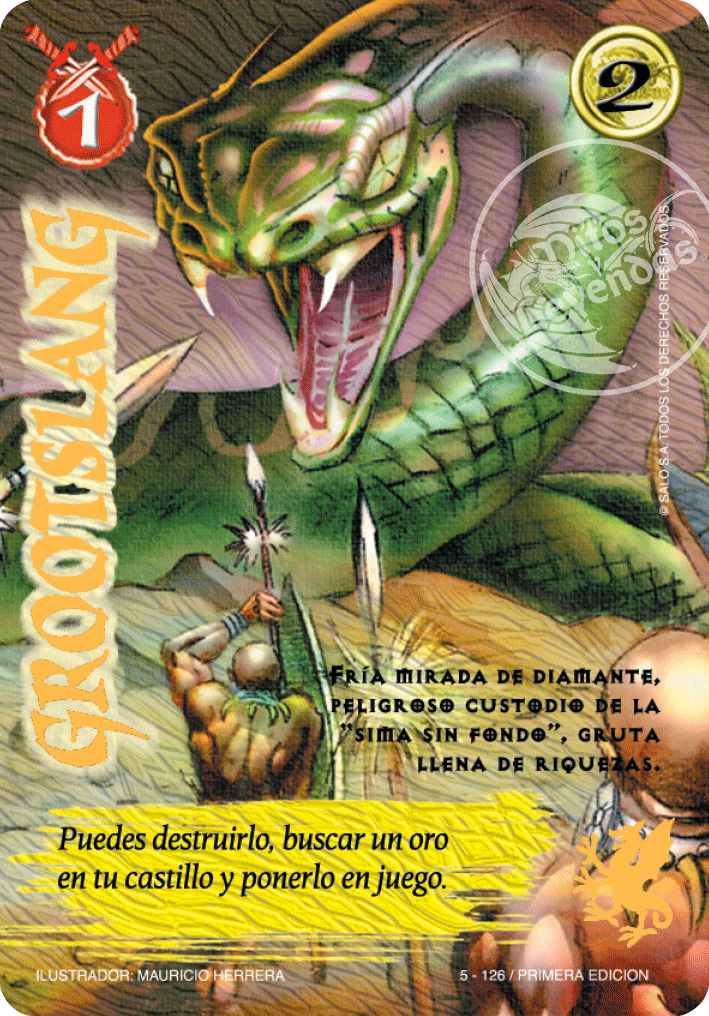 1
2
GROOTSLANG
Mitos
Leyendas
© SALO S.A. TODOS LOS DERECHOS RESERVADOS
FRÍA MIRADA DE DIAMANTE,
PELIGROSO CUSTODIO DE LA
"SIMA SIN FONDO", GRUTA
LLENA DE RIQUEZAS.
Puedes destruirlo, buscar un oro
en tu castillo y ponerlo en juego.
ILUSTRADOR: MAURICIO HERRERA
5 - 126 / PRIMERA EDICION